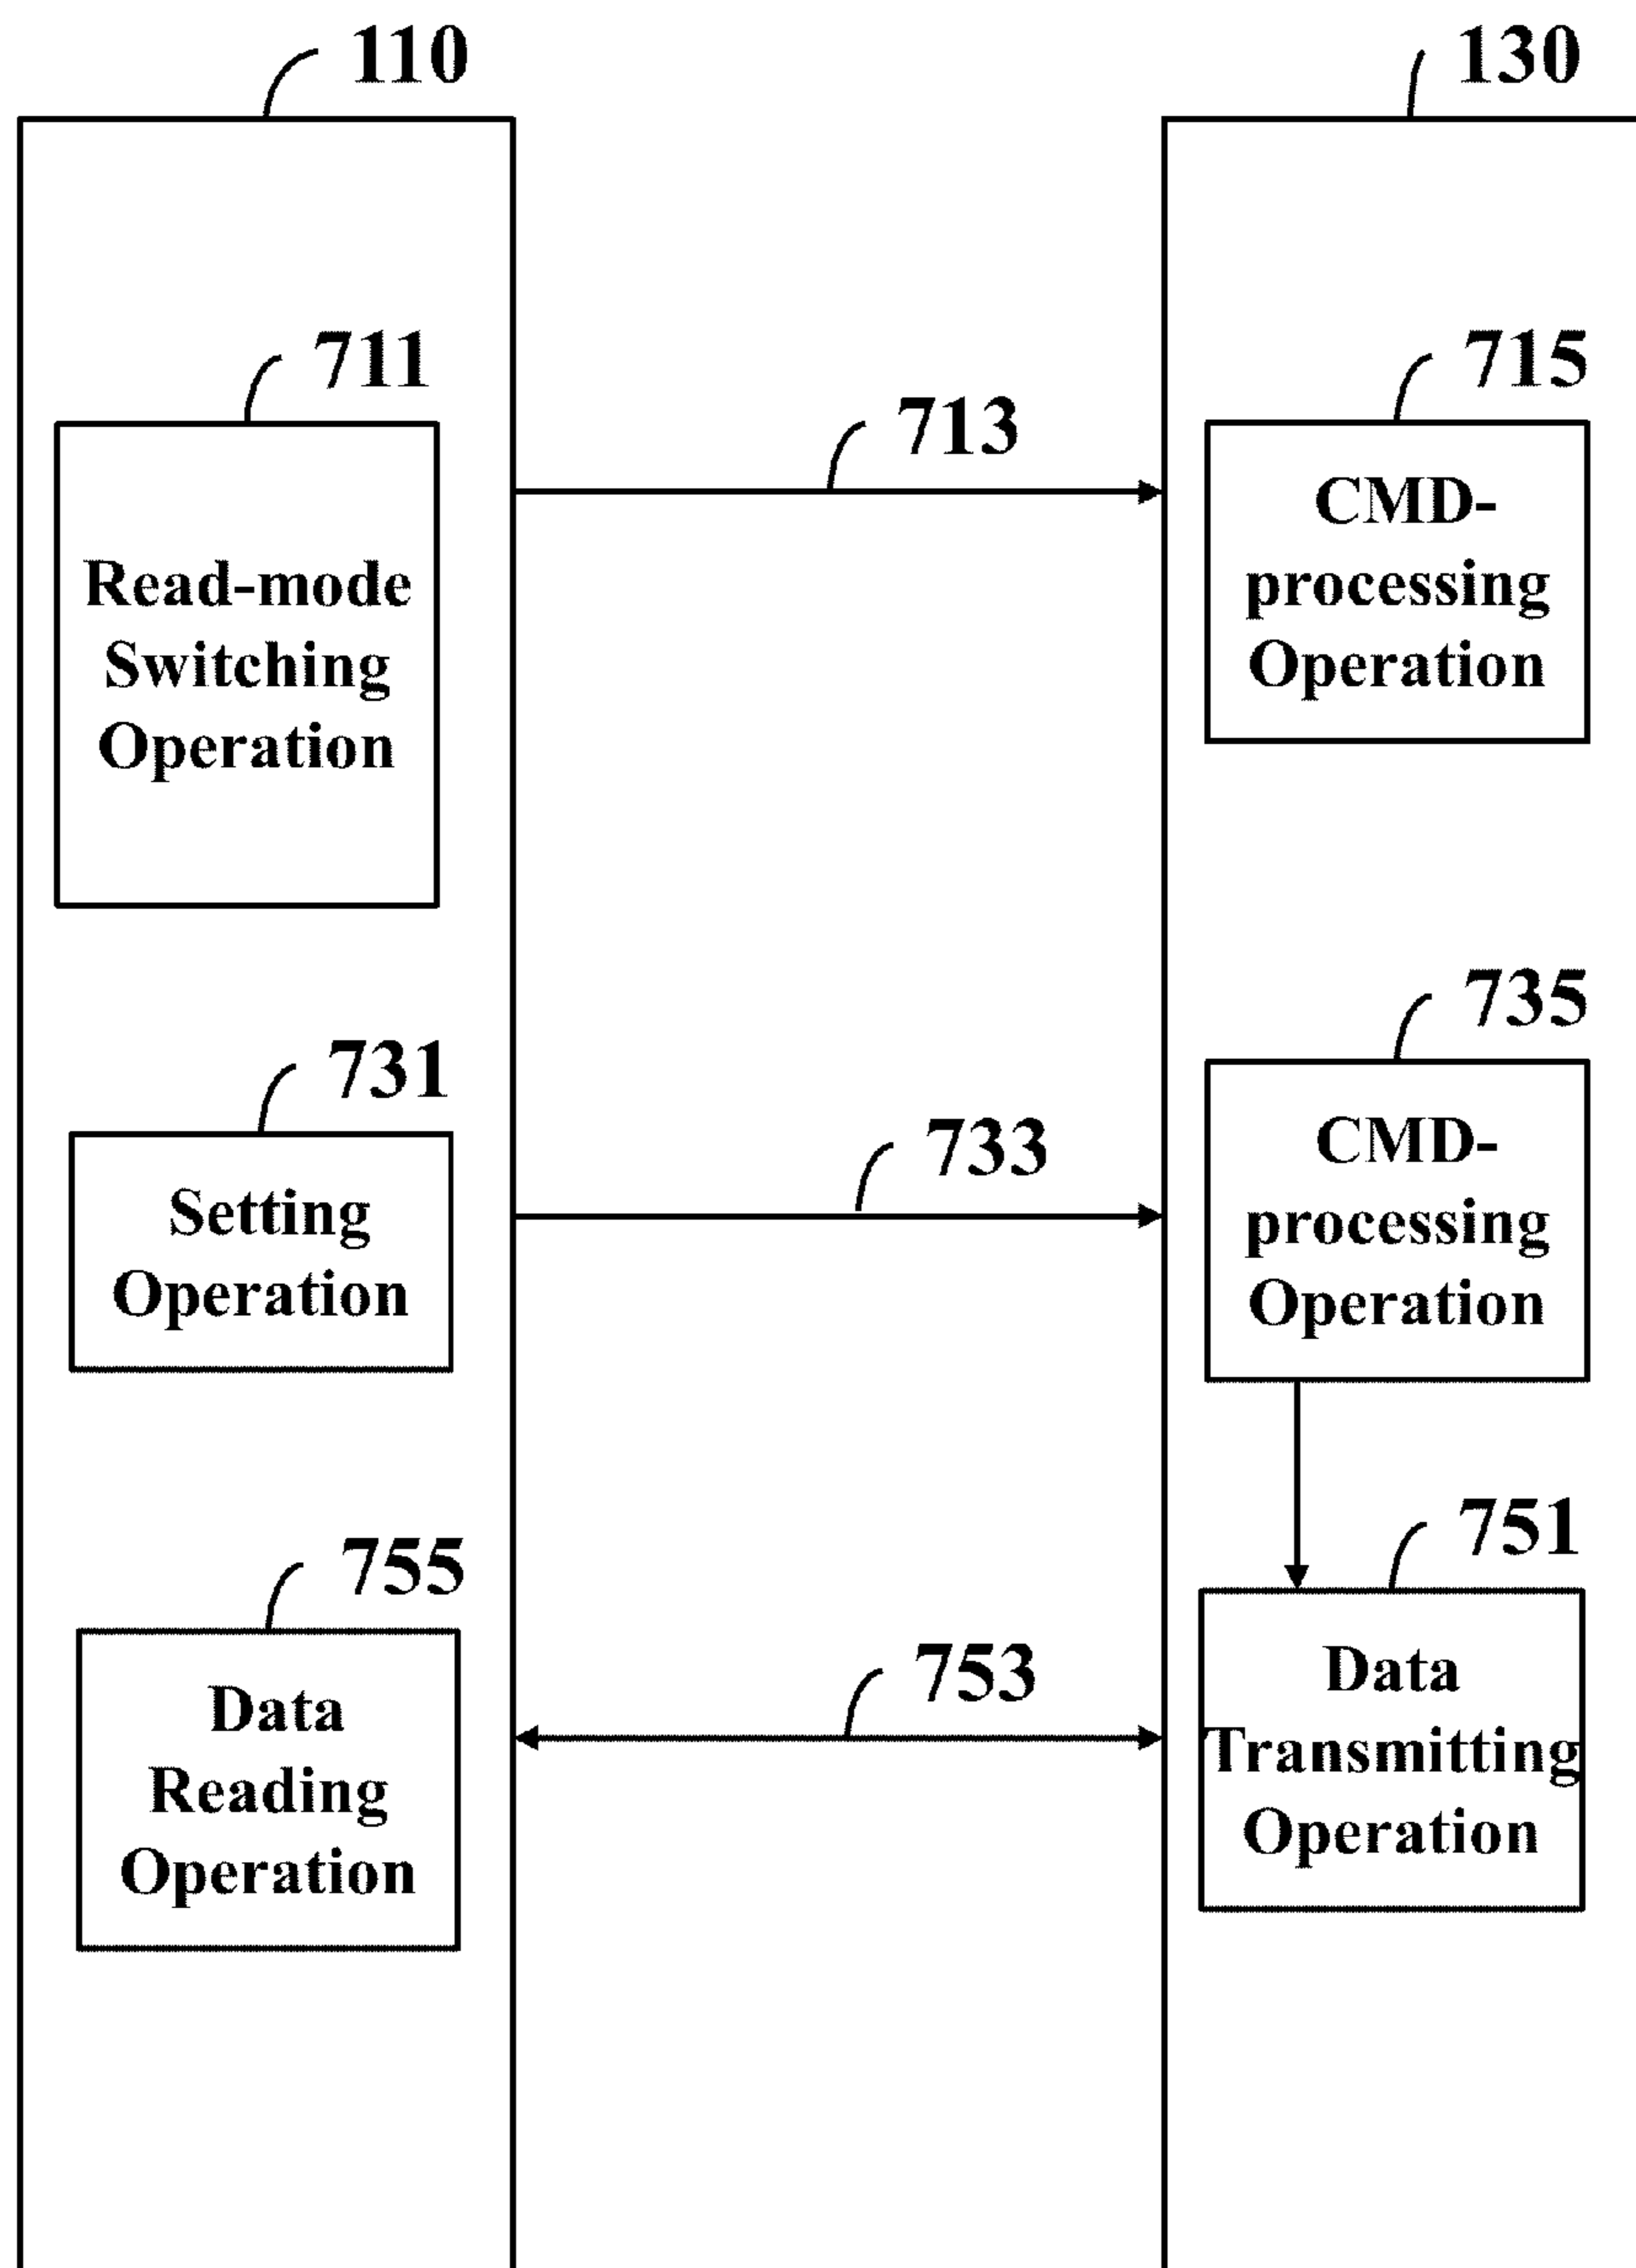 110
130
711
Read-mode
Switching
Operation
713
715
CMD-
processing
Operation
731
Setting
Operation
733
735
CMD-
processing
Operation
755
Data
Reading
Operation
753
751
Data
Transmitting
Operation